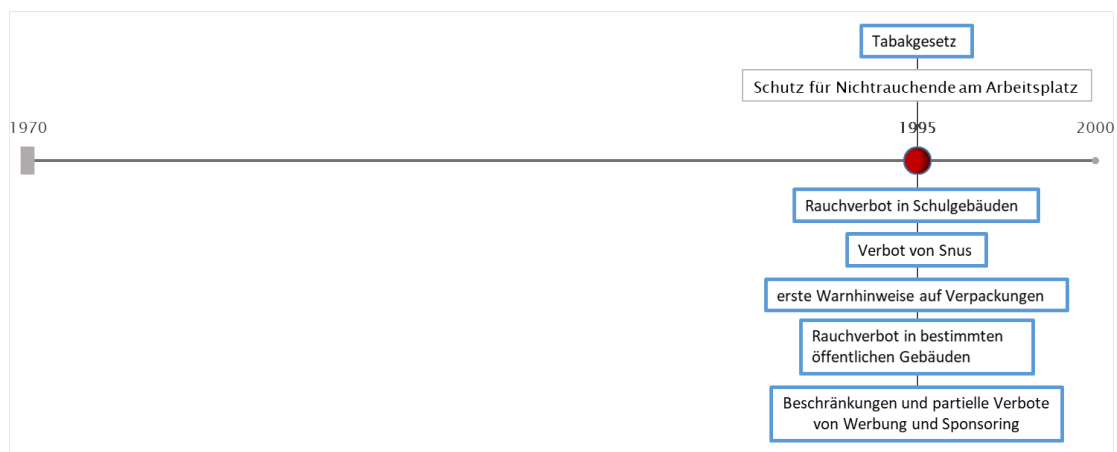 Tabakgesetz
Schutz für Nichtrauchende am Arbeitsplatz
1970
1995
2000
Rauchverbot in Schulgebäuden
Verbot von Snus
erste Warnhinweise auf Verpackungen
Rauchverbot in bestimmten
öffentlichen Gebäuden
Beschränkungen und partielle Verbote
von Werbung und Sponsoring